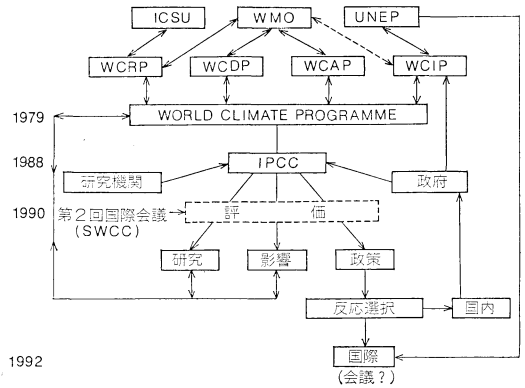 ICSU WMO UNEP
WCRP WCDP WCAP WCIP
1979 WORLD CLIMATE PROGRAMME
1988 IPCC
研究機関 政府
1990 第2回国際会議 評 価
(SWCC)
研究 影響 政策
反応選択 国内
1992 国際
(会議?)